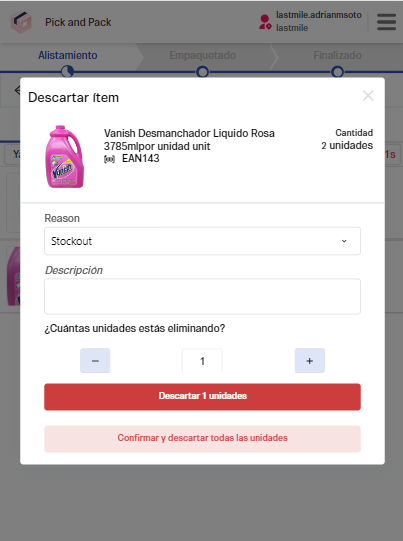 Pick and Pack
lastmile.adrianmsoto
lastmile
Alistamiento
Empaquetado
Finalizado
Descartar ítem
Vanish Desmanchador Liquido Rosa
3785mlpor unidad unit
EAN143
Cantidad
2 unidades
Vanish
Reason
Stockout
Descripción
¿Cuántas unidades estás eliminando?
− 1 +
Descartar 1 unidades
Confirmar y descartar todas las unidades